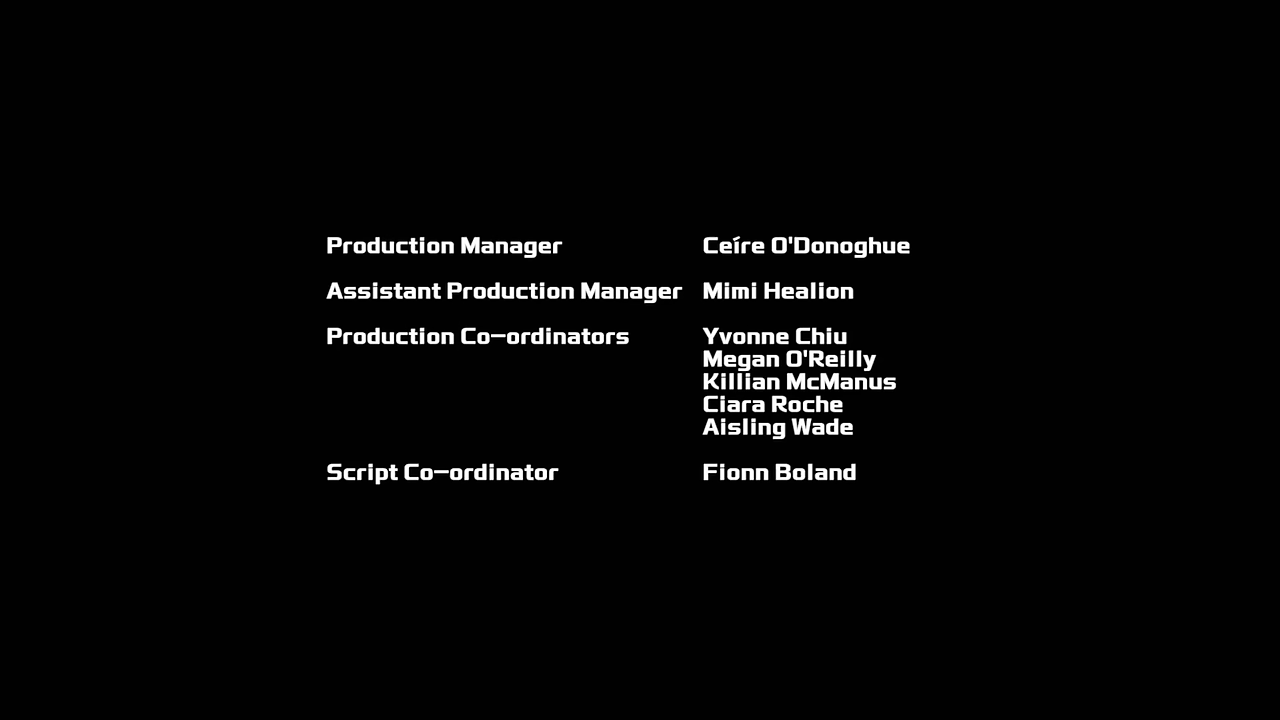 Production Manager Ceíre O'Donoghue
Assistant Production Manager Mimi Healion
Production Co-ordinators Yvonne Chiu
Megan O'Reilly
Killian McManus
Ciara Roche
Aisling Wade
Script Co-ordinator Fionn Boland